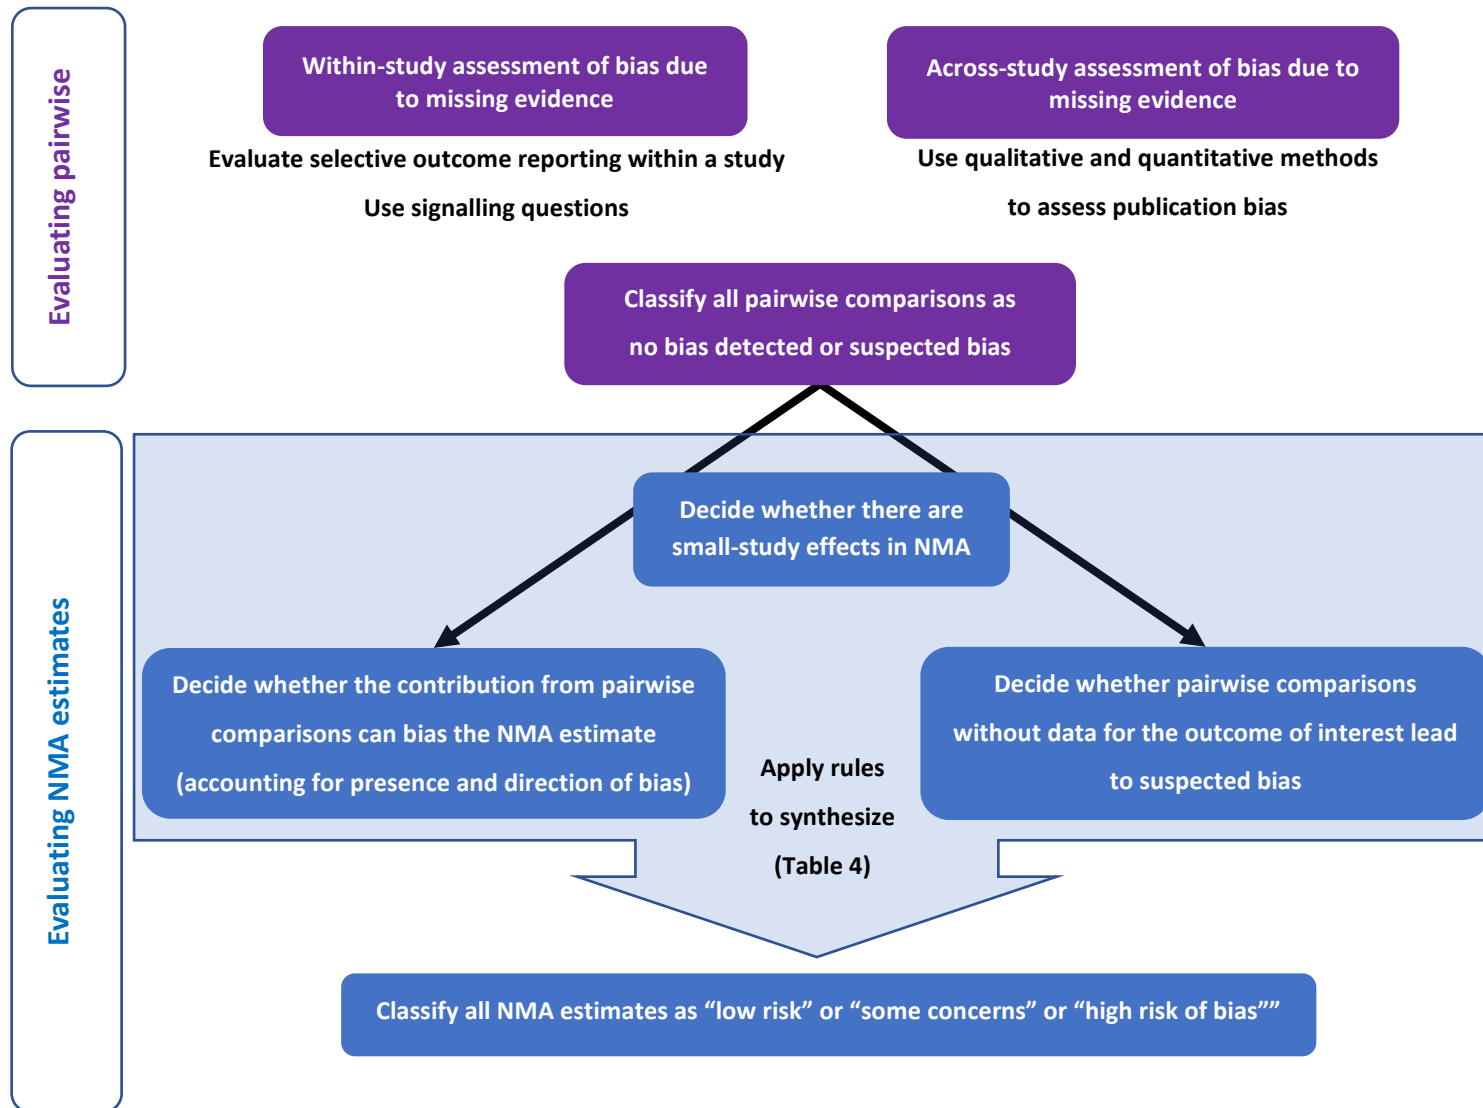 Evaluating pairwise
Within-study assessment of bias due
to missing evidence
Evaluate selective outcome reporting within a study
Use signalling questions
Across-study assessment of bias due to
missing evidence
Use qualitative and quantitative methods
to assess publication bias
Classify all pairwise comparisons as
no bias detected or suspected bias
Evaluating NMA estimates
Decide whether there are
small-study effects in NMA
Decide whether the contribution from pairwise
comparisons can bias the NMA estimate
(accounting for presence and direction of bias)
Decide whether pairwise comparisons
without data for the outcome of interest lead
to suspected bias
Apply rules
to synthesize
(Table 4)
Classify all NMA estimates as “low risk” or “some concerns” or “high risk of bias””